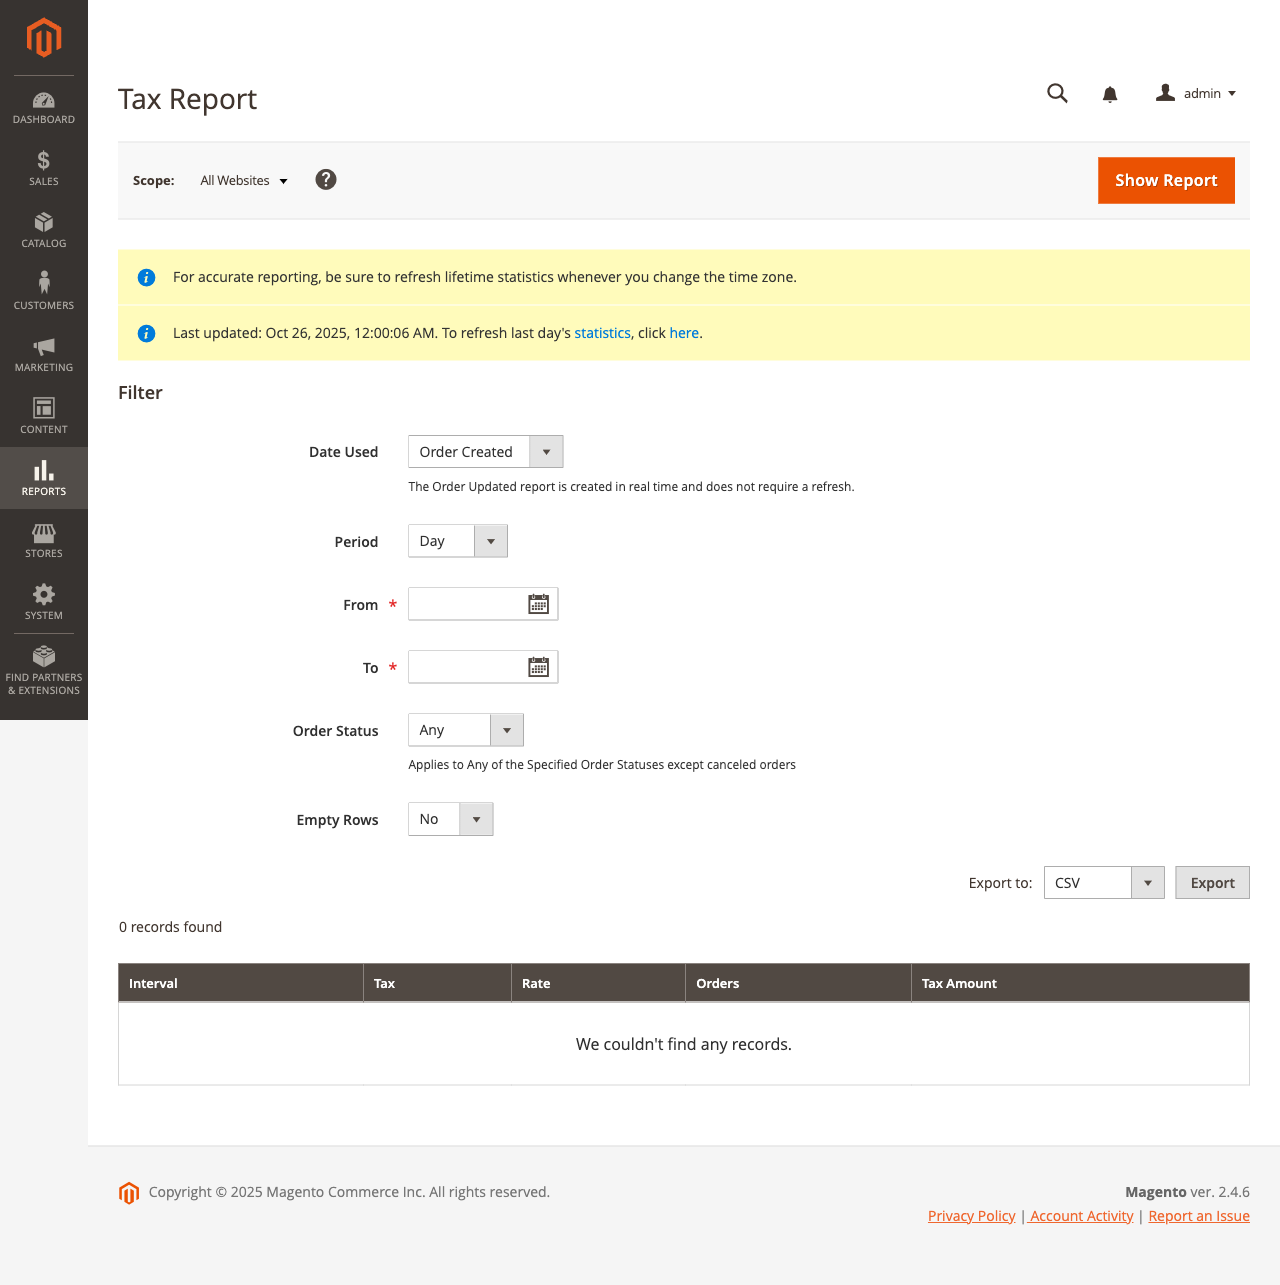 Tax Report
admin
DASHBOARD
SALES
CATALOG
CUSTOMERS
MARKETING
CONTENT
REPORTS
STORES
SYSTEM
FIND PARTNERS
& EXTENSIONS
Scope: All Websites ?
Show Report
For accurate reporting, be sure to refresh lifetime statistics whenever you change the time zone.
Last updated: Oct 26, 2025, 12:00:06 AM. To refresh last day's statistics, click here.
Filter
Date Used Order Created
The Order Updated report is created in real time and does not require a refresh.
Period Day
From *
To *
Order Status Any
Applies to Any of the Specified Order Statuses except canceled orders
Empty Rows No
Export to: CSV Export
0 records found
Interval Tax Rate Orders Tax Amount
We couldn't find any records.
Copyright © 2025 Magento Commerce Inc. All rights reserved.
Magento ver. 2.4.6
Privacy Policy | Account Activity | Report an Issue